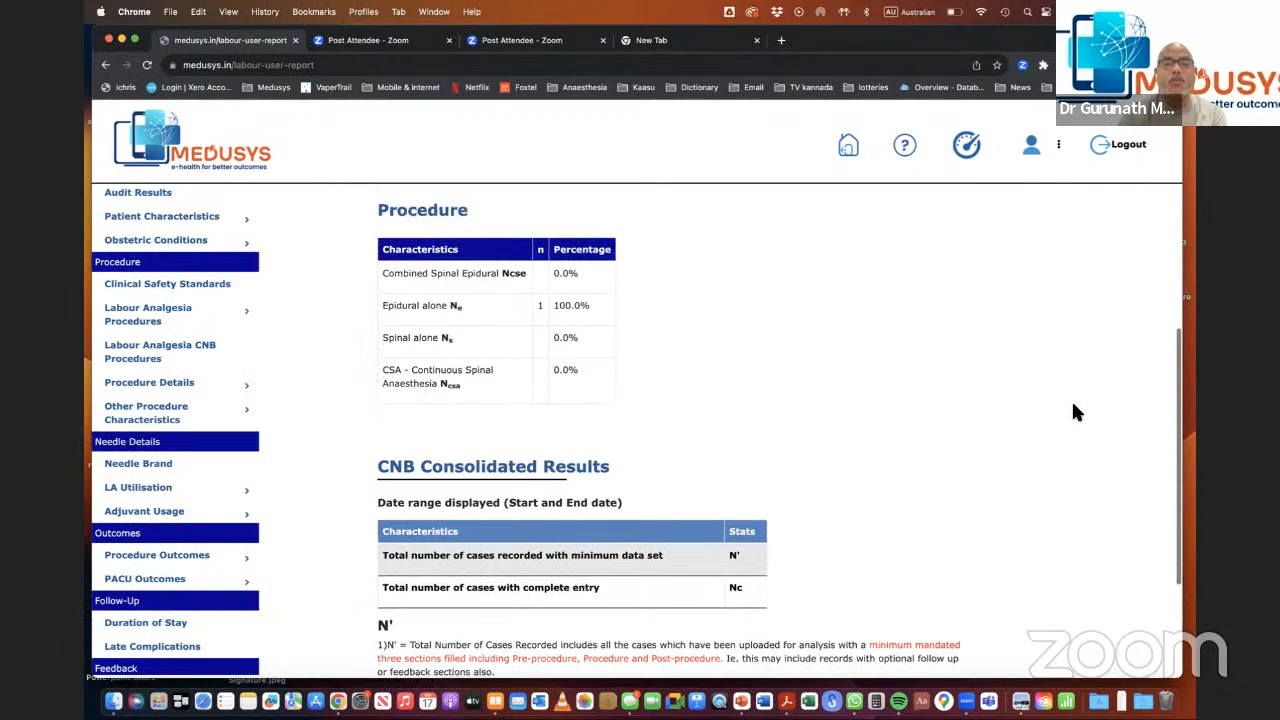 Chrome File Edit View History Bookmarks Profiles Tab Window Help Australian
medusys.in/labour-user-report Post Attendee - Zoom Post Attendee - Zoom New Tab
medusys.in/labour-user-report
ichris Login | Xero Acco... Medusys VaperTrail Mobile & internet Netflix Foxtel Anaesthesia Kaasu Dictionary Email TV kannada lotteries Overview - Datab... News
MEDUSYS
Dr Gurunath M...
MEDUSYS
e-health for better outcomes
? Logout
Audit Results
Patient Characteristics
Obstetric Conditions
Procedure
Clinical Safety Standards
Labour Analgesia
Procedures
Labour Analgesia CNB
Procedures
Procedure Details
Other Procedure
Characteristics
Needle Details
Needle Brand
LA Utilisation
Adjuvant Usage
Outcomes
Procedure Outcomes
PACU Outcomes
Follow-Up
Duration of Stay
Late Complications
Feedback
Procedure
Characteristics n Percentage
Combined Spinal Epidural Ncse 0.0%
Epidural alone Ne 1 100.0%
Spinal alone Ns 0.0%
CSA - Continuous Spinal 0.0%
Anaesthesia Ncsa
CNB Consolidated Results
Date range displayed (Start and End date)
Characteristics Stats
Total number of cases recorded with minimum data set N'
Total number of cases with complete entry Nc
N'
1)N' = Total Number of Cases Recorded includes all the cases which have been uploaded for analysis with a minimum mandated
three sections filled including Pre-procedure, Procedure and Post-procedure. Ie. this may include records with optional follow up
or feedback sections also.
Signature.jpeg
zoom